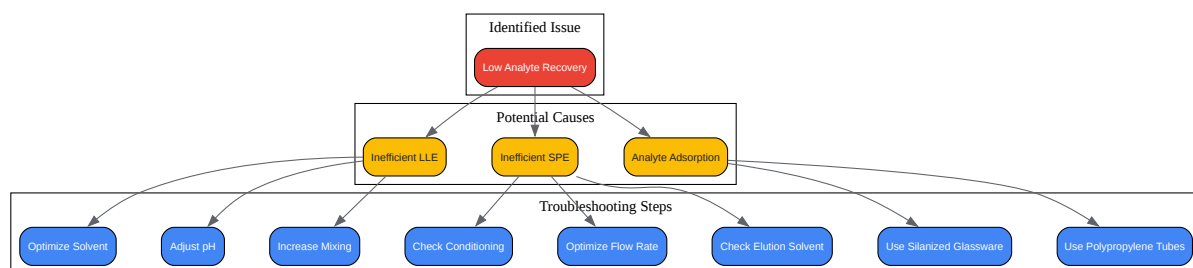 Identified Issue
Low Analyte Recovery
Potential Causes
Inefficient LLE
Inefficient SPE
Analyte Adsorption
Troubleshooting Steps
Optimize Solvent
Adjust pH
Increase Mixing
Check Conditioning
Optimize Flow Rate
Check Elution Solvent
Use Silanized Glassware
Use Polypropylene Tubes